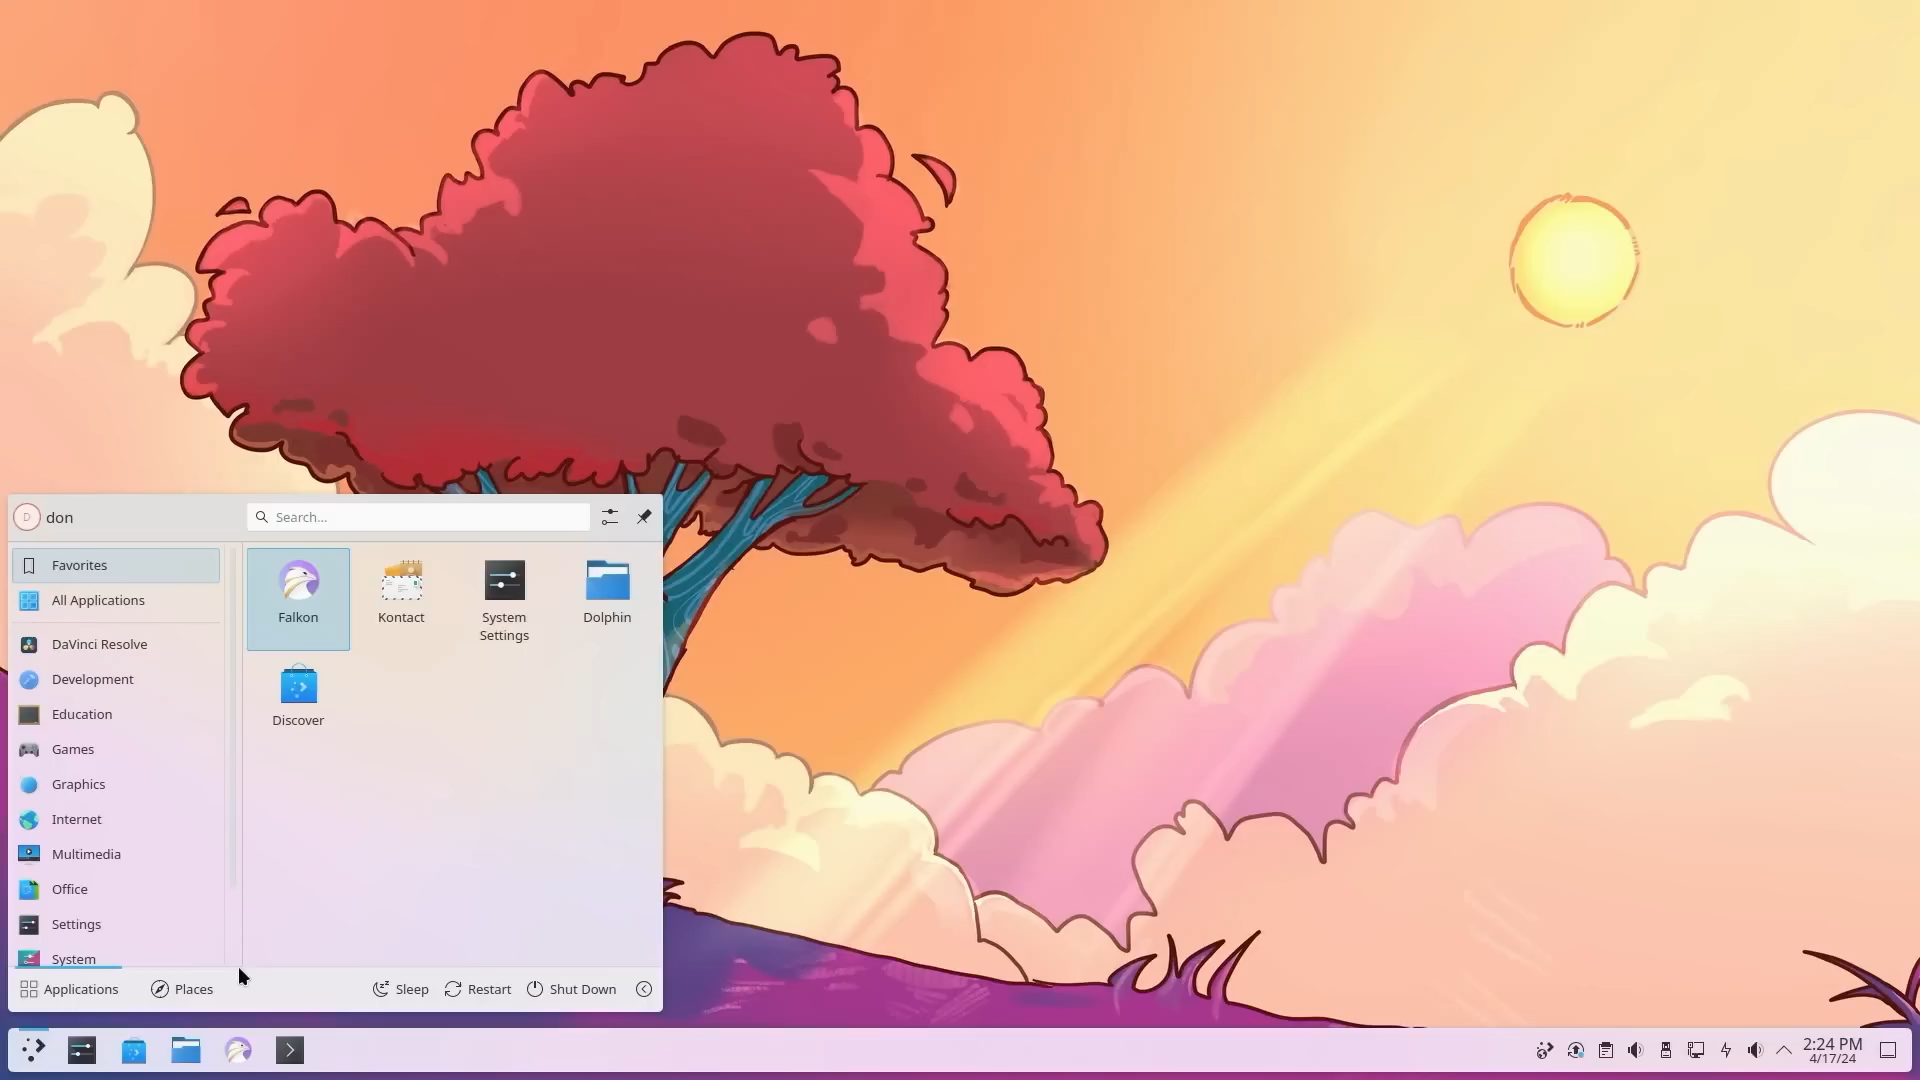 D
don
Search...
Favorites
All Applications
DaVinci Resolve
Development
Education
Games
Graphics
Internet
Multimedia
Office
Settings
System
Falkon
Kontact
System
Settings
Dolphin
Discover
Applications
Places
Sleep
Restart
Shut Down
2:24 PM
4/17/24